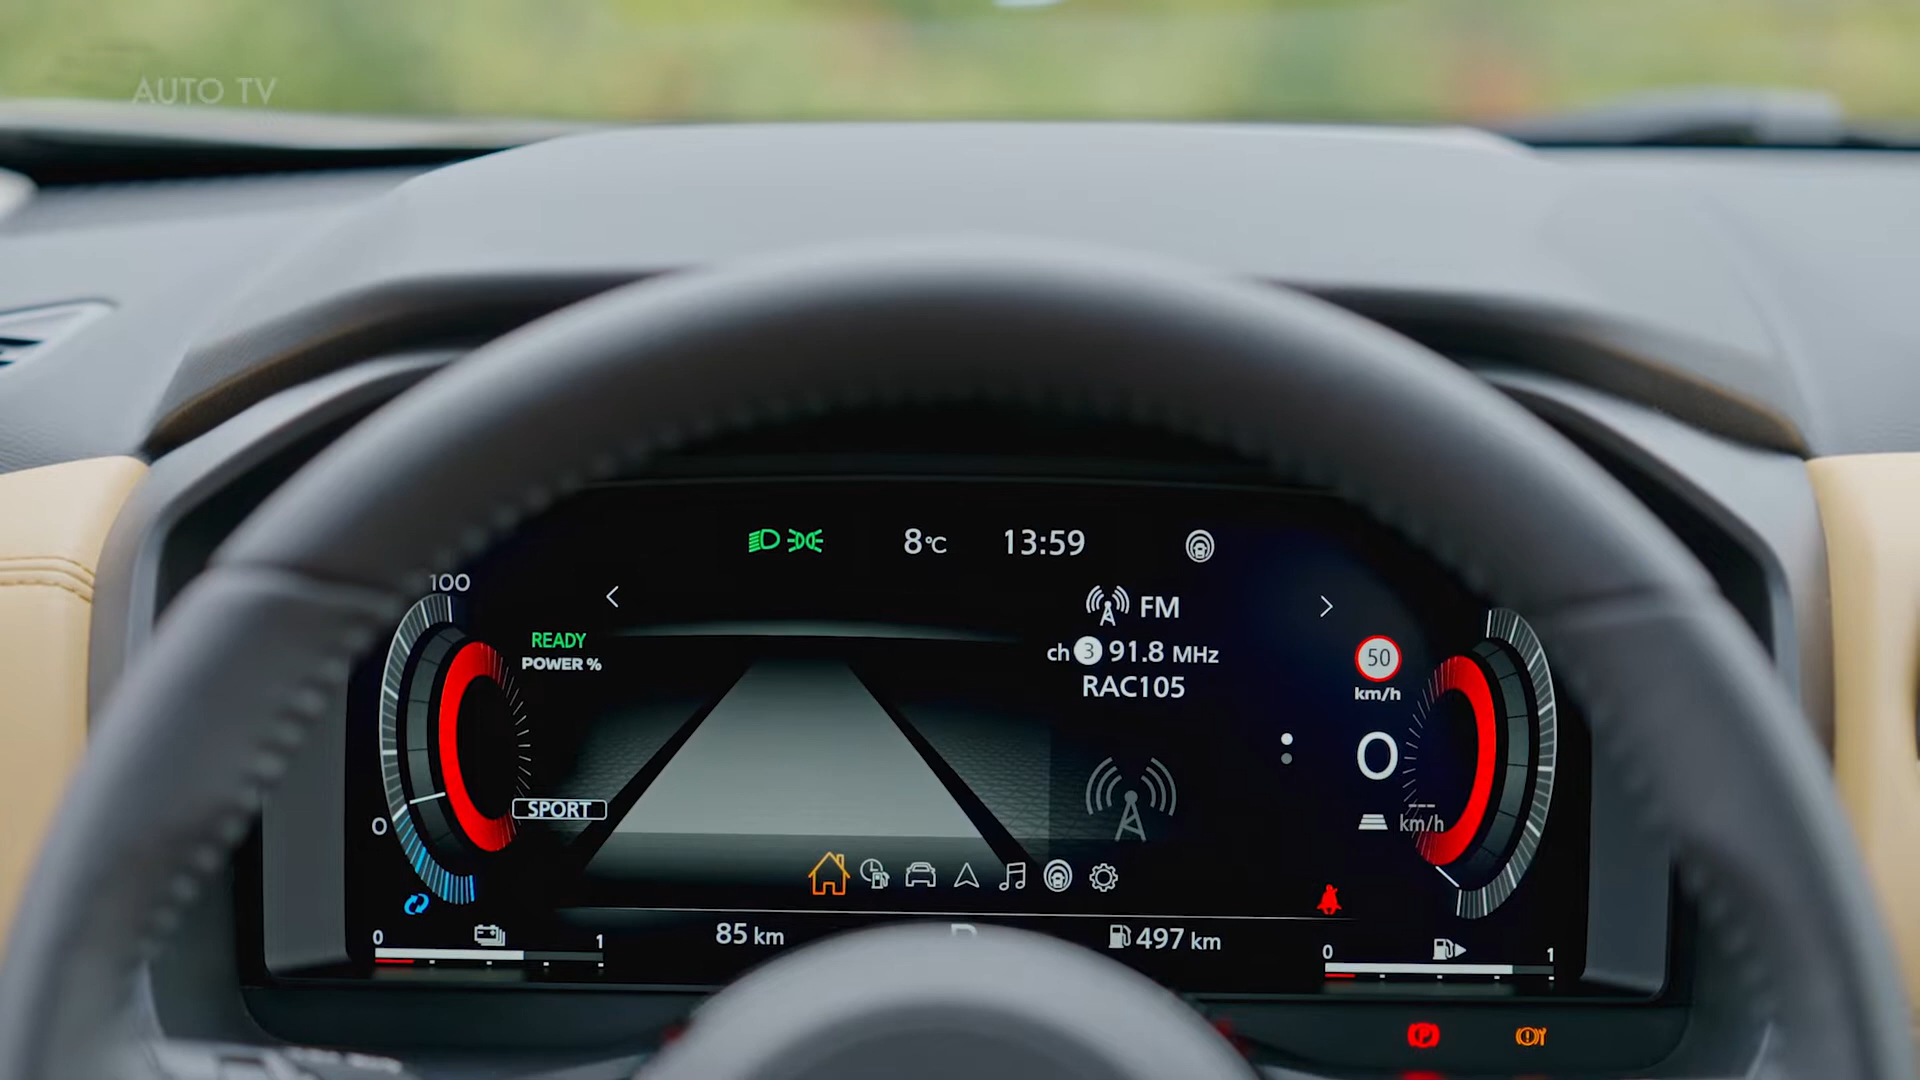 AUTO TV
8°C
13:59
100
FM
READY
POWER %
ch 3 91.8 MHz
RAC105
50
km/h
0
SPORT
0
km/h
0
1
85 km
497 km
0
1
P